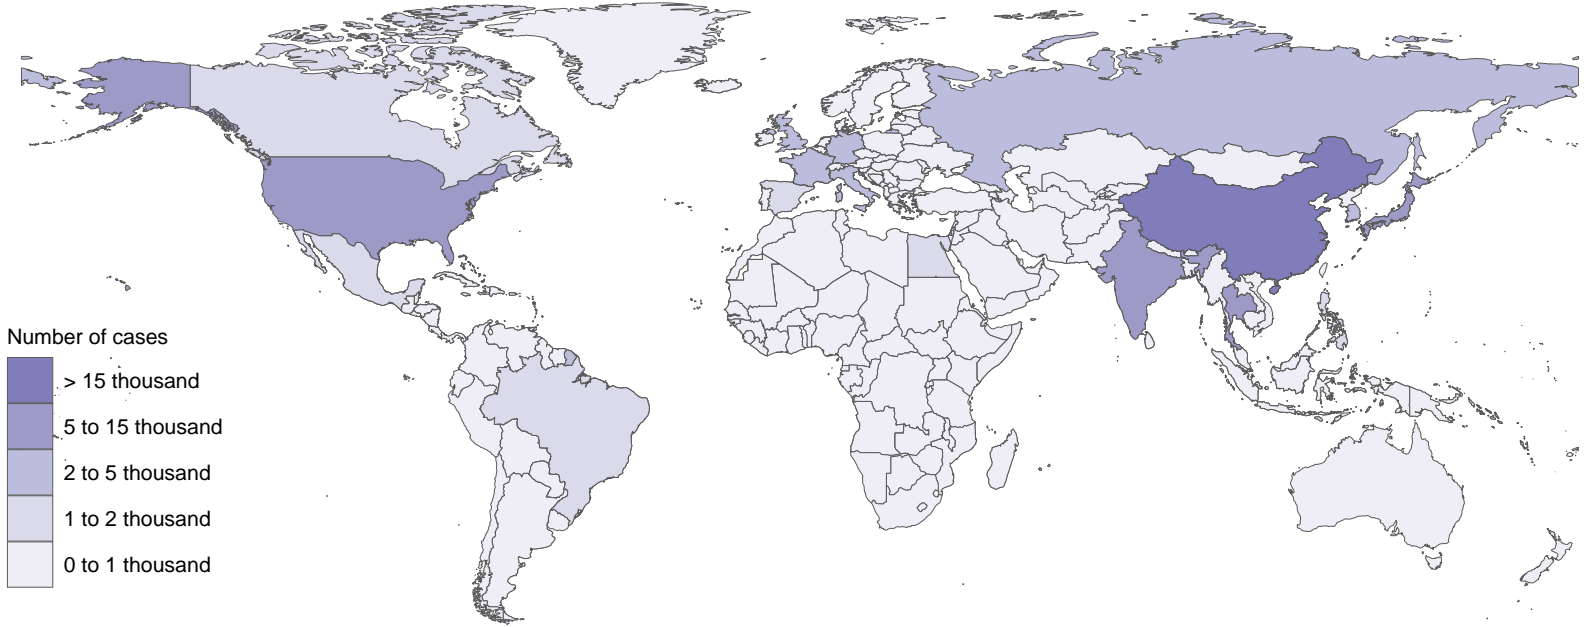 Number of cases
> 15 thousand
5 to 15 thousand
2 to 5 thousand
1 to 2 thousand
0 to 1 thousand